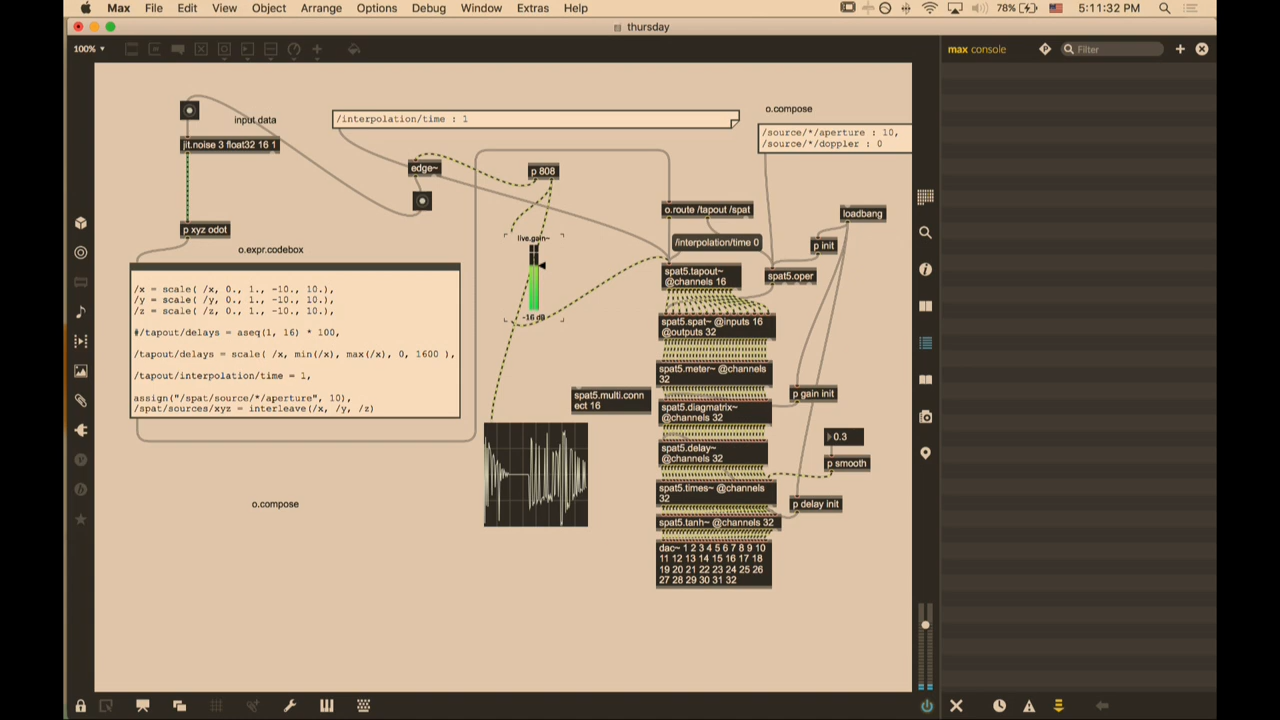 Max File Edit View Object Arrange Options Debug Window Extras Help 78% 5:11:32 PM
thursday
100%
max console
Filter
input data
jit.noise 3 float32 16 1
p xyz odot
/interpolation/time : 1
edge~
p 808
o.compose
/source/*/aperture : 10,
/source/*/doppler : 0
o.route /tapout /spat
/interpolation/time 0
loadbang
p init
spat5.tapout~
@channels 16
spat5.oper
live.gain~
-16 dB
o.expr.codebox
/x = scale( /x, 0., 1., -10., 10.),
/y = scale( /y, 0., 1., -10., 10.),
/z = scale( /z, 0., 1., -10., 10.),
#/tapout/delays = aseq(1, 16) * 100,
/tapout/delays = scale( /x, min(/x), max(/x), 0, 1600 ),
/tapout/interpolation/time = 1,
assign("/spat/source/*/aperture", 10),
/spat/sources/xyz = interleave(/x, /y, /z)
o.compose
spat5.spat~ @inputs 16
@outputs 32
spat5.meter~ @channels
32
spat5.multi.conn
ect 16
p gain init
spat5.diagmatrix~
@channels 32
0.3
spat5.delay~
@channels 32
p smooth
spat5.times~ @channels
32
p delay init
spat5.tanh~ @channels 32
dac~ 1 2 3 4 5 6 7 8 9 10
11 12 13 14 15 16 17 18
19 20 21 22 23 24 25 26
27 28 29 30 31 32